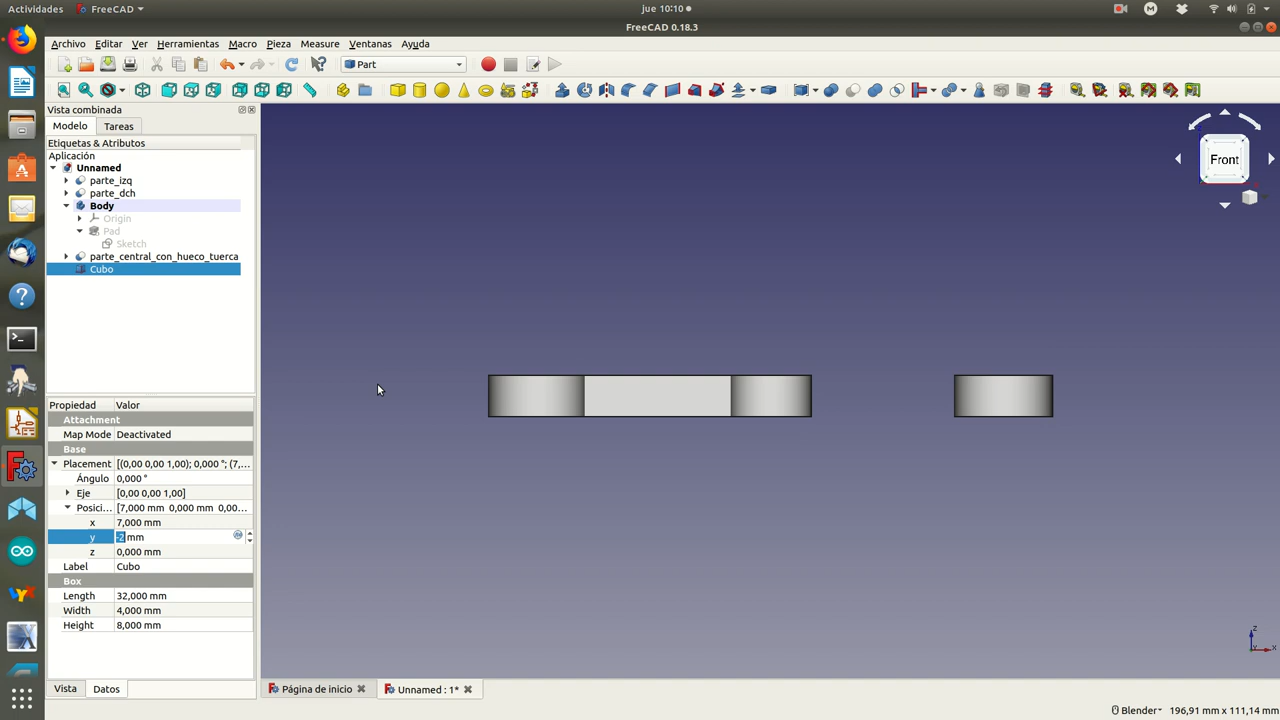 Actividades FreeCAD jue 10:10
FreeCAD 0.18.3
Archivo Editar Ver Herramientas Macro Pieza Measure Ventanas Ayuda
Part
Vista combinada
Modelo Tareas
Etiquetas & Atributos
Aplicación
Unnamed
parte_izq
parte_dch
Body
Origin
Pad
Sketch
parte_central_con_hueco_tuerca
Cubo
Front
Propiedad Valor
Attachment
Map Mode Deactivated
Base
Placement [(0,00 0,00 1,00); 0,000 °; (7,...
Ángulo 0,000 °
Eje [0,00 0,00 1,00]
Posici... [7,000 mm 0,000 mm 0,00...
x 7,000 mm
y -2 mm
z 0,000 mm
Label Cubo
Box
Length 32,000 mm
Width 4,000 mm
Height 8,000 mm
z
x
Vista Datos
Página de inicio Unnamed : 1*
Blender 196,91 mm x 111,14 mm